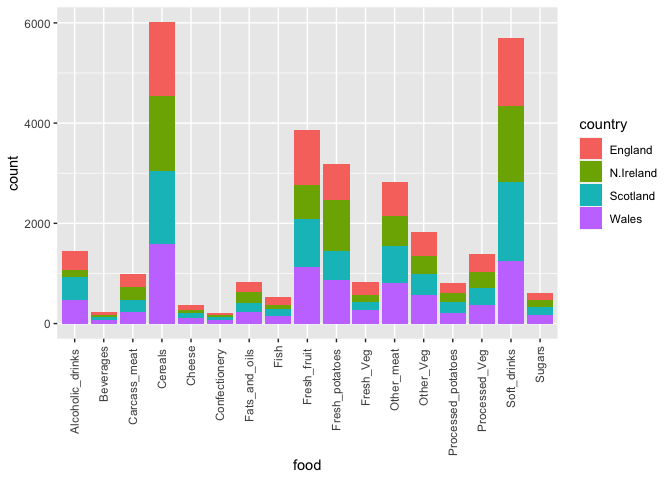 6000
4000
2000
0
count
Alcoholic_drinks
Beverages
Carcass_meat
Cereals
Cheese
Confectionery
Fats_and_oils
Fish
Fresh_fruit
Fresh_potatoes
Fresh_Veg
Other_meat
Other_Veg
Processed_potatoes
Processed_Veg
Soft_drinks
Sugars
food
country
England
N.Ireland
Scotland
Wales